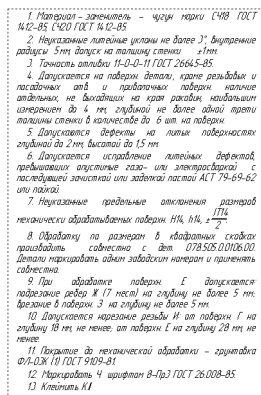 1. Материал – заменитель – чугун марки СЧ18 ГОСТ
1412-85, СЧ20 ГОСТ 1412-85.
2. Неуказанные литейные уклоны не более 3°, внутренние
радиусы 5 мм, допуск на толщину стенки ±1мм.
3. Точность отливки 11-0-0-11 ГОСТ 26645-85.
4. Допускается на поверхн. детали, кроме резьбовых и
посадочных отв. и привалочных поверхн. наличие
отдельных, не выходящих на края раковин, наибольшим
измерением до 4 мм, глубиной не более одной трети
толщины стенки в количестве до 6 шт. на поверхн.
5. Допускаются дефекты на литых поверхностях
глубиной до 2 мм, высотой до 1,5 мм.
6. Допускается исправление литейных дефектов,
превышающих допустимые газо- или электросваркой с
последующей зачисткой или заделкой пастой АСТ 79-69-62
или пайкой.
7. Неуказанные предельные отклонения размеров
механически обрабатываемых поверхн. H14, h14, ± IT14/2
8. Обработку по размерам в квадратных скобках
производить совместно с дет. 078.505.0.0106.00.
Детали маркировать одним заводским номером и применять
совместно.
9. При обработке поверхн. Е допускается:
подрезание ребер Ж (7 мест) на глубину не более 5 мм;
врезание в поверхн. З на глубину не более 5 мм.
10. Допускается нарезание резьбы И: от поверхн. Г на
глубину 18 мм, не менее; от поверхн. Е на глубину 28 мм, не
менее.
11. Покрытие до механической обработки – грунтовка
ФЛ-03К (1) ГОСТ 9109-81.
12. Маркировать Ч шрифтом 8-Пр3 ГОСТ 26.008-85.
13. Клеймить К